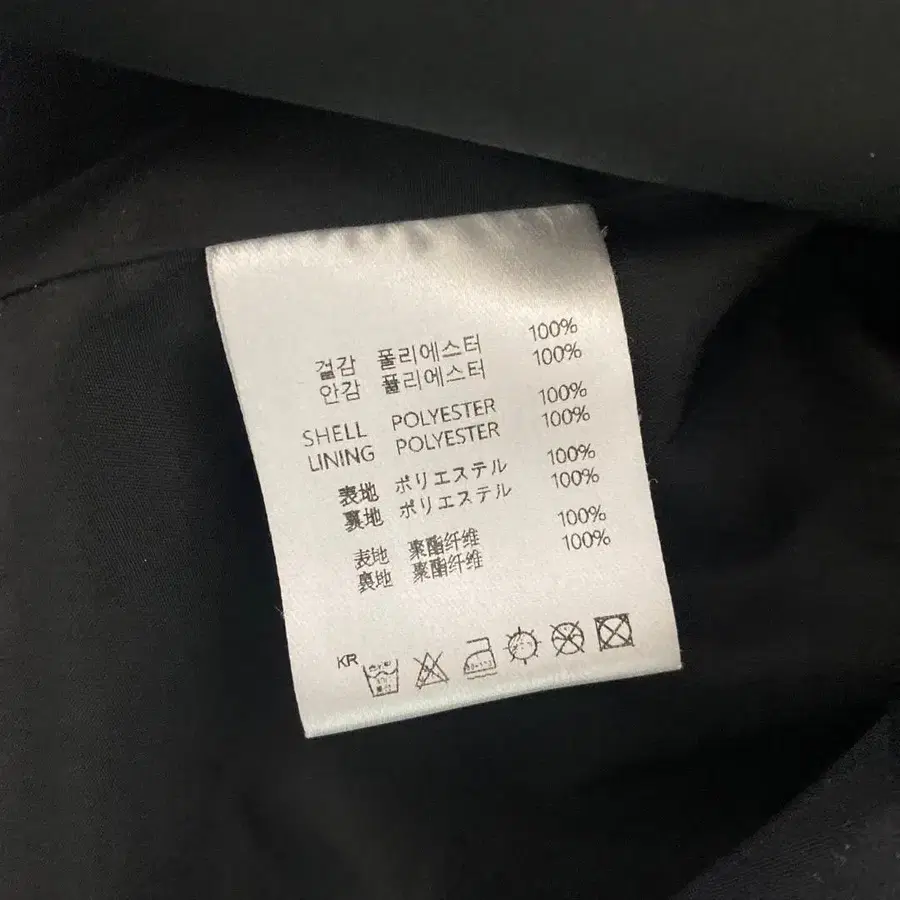 겉감 폴리에스터 100%
안감 폴리에스터 100%
SHELL POLYESTER 100%
LINING POLYESTER 100%
表地 ポリエステル 100%
裏地 ポリエステル 100%
表地 聚酯纤维 100%
裏地 聚酯纤维 100%
KR